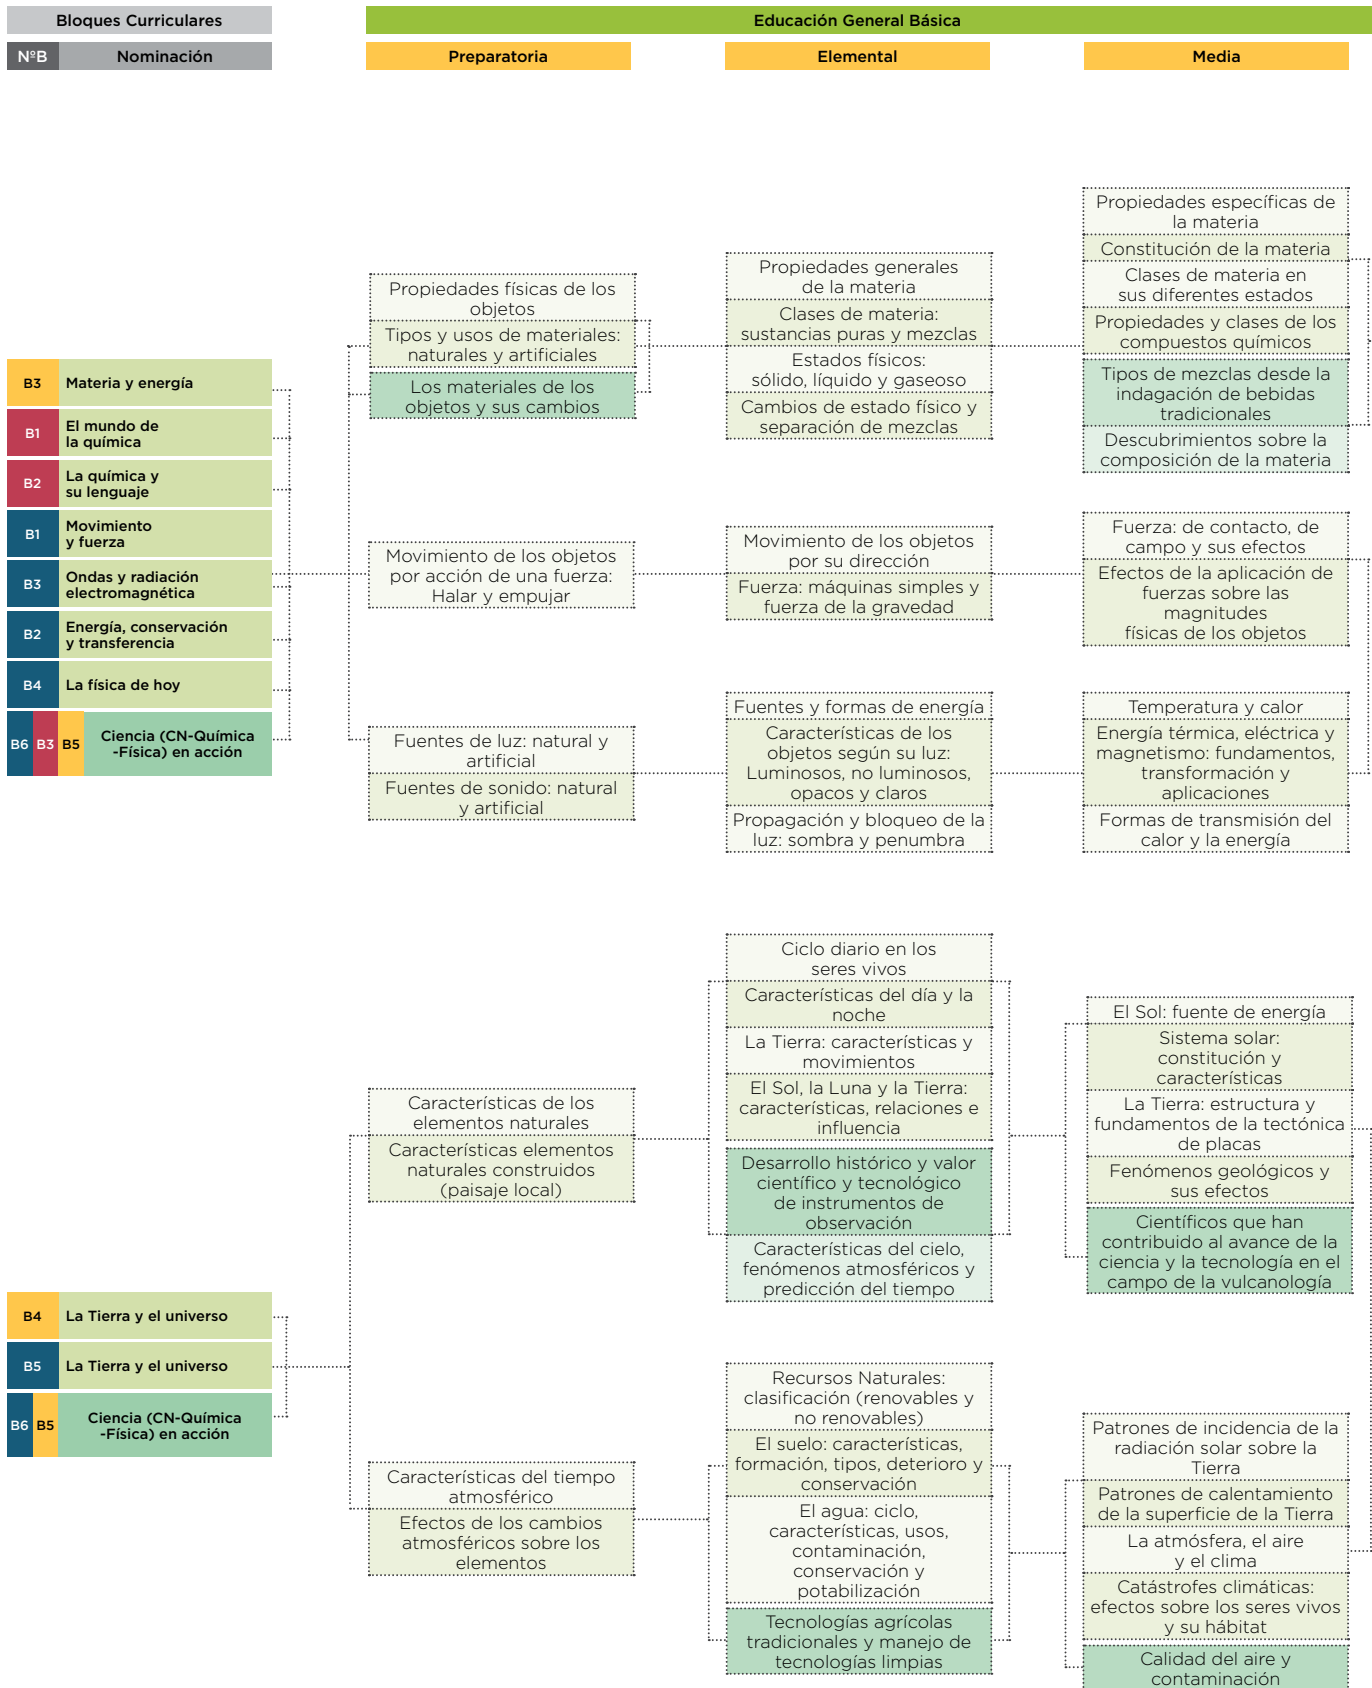 Bloques Curriculares
Educación General Básica
NºB
Nominación
Preparatoria
Elemental
Media
B3
Materia y energía
B1
El mundo de
la química
B2
La química y
su lenguaje
B1
Movimiento
y fuerza
B3
Ondas y radiación
electromagnética
B2
Energía, conservación
y transferencia
B4
La física de hoy
B6 B3 B5
Ciencia (CN-Química
-Física) en acción
Propiedades físicas de los
objetos
Tipos y usos de materiales:
naturales y artificiales
Los materiales de los
objetos y sus cambios
Propiedades generales
de la materia
Clases de materia:
sustancias puras y mezclas
Estados físicos:
sólido, líquido y gaseoso
Cambios de estado físico y
separación de mezclas
Propiedades específicas de
la materia
Constitución de la materia
Clases de materia en
sus diferentes estados
Propiedades y clases de los
compuestos químicos
Tipos de mezclas desde la
indagación de bebidas
tradicionales
Descubrimientos sobre la
composición de la materia
Movimiento de los objetos
por acción de una fuerza:
Halar y empujar
Movimiento de los objetos
por su dirección
Fuerza: máquinas simples y
fuerza de la gravedad
Fuerza: de contacto, de
campo y sus efectos
Efectos de la aplicación de
fuerzas sobre las
magnitudes
físicas de los objetos
Fuentes de luz: natural y
artificial
Fuentes de sonido: natural
y artificial
Fuentes y formas de energía
Características de los
objetos según su luz:
Luminosos, no luminosos,
opacos y claros
Propagación y bloqueo de la
luz: sombra y penumbra
Temperatura y calor
Energía térmica, eléctrica y
magnetismo: fundamentos,
transformación y
aplicaciones
Formas de transmisión del
calor y la energía
B4
La Tierra y el universo
B5
La Tierra y el universo
B6 B5
Ciencia (CN-Química
-Física) en acción
Características de los
elementos naturales
Características elementos
naturales construidos
(paisaje local)
Ciclo diario en los
seres vivos
Características del día y la
noche
La Tierra: características y
movimientos
El Sol, la Luna y la Tierra:
características, relaciones e
influencia
Desarrollo histórico y valor
científico y tecnológico
de instrumentos de
observación
Características del cielo,
fenómenos atmosféricos y
predicción del tiempo
El Sol: fuente de energía
Sistema solar:
constitución y
características
La Tierra: estructura y
fundamentos de la tectónica
de placas
Fenómenos geológicos y
sus efectos
Científicos que han
contribuido al avance de la
ciencia y la tecnología en el
campo de la vulcanología
Características del tiempo
atmosférico
Efectos de los cambios
atmosféricos sobre los
elementos
Recursos Naturales:
clasificación (renovables y
no renovables)
El suelo: características,
formación, tipos, deterioro y
conservación
El agua: ciclo,
características, usos,
contaminación,
conservación y
potabilización
Tecnologías agrícolas
tradicionales y manejo de
tecnologías limpias
Patrones de incidencia de la
radiación solar sobre la
Tierra
Patrones de calentamiento
de la superficie de la Tierra
La atmósfera, el aire
y el clima
Catástrofes climáticas:
efectos sobre los seres vivos
y su hábitat
Calidad del aire y
contaminación